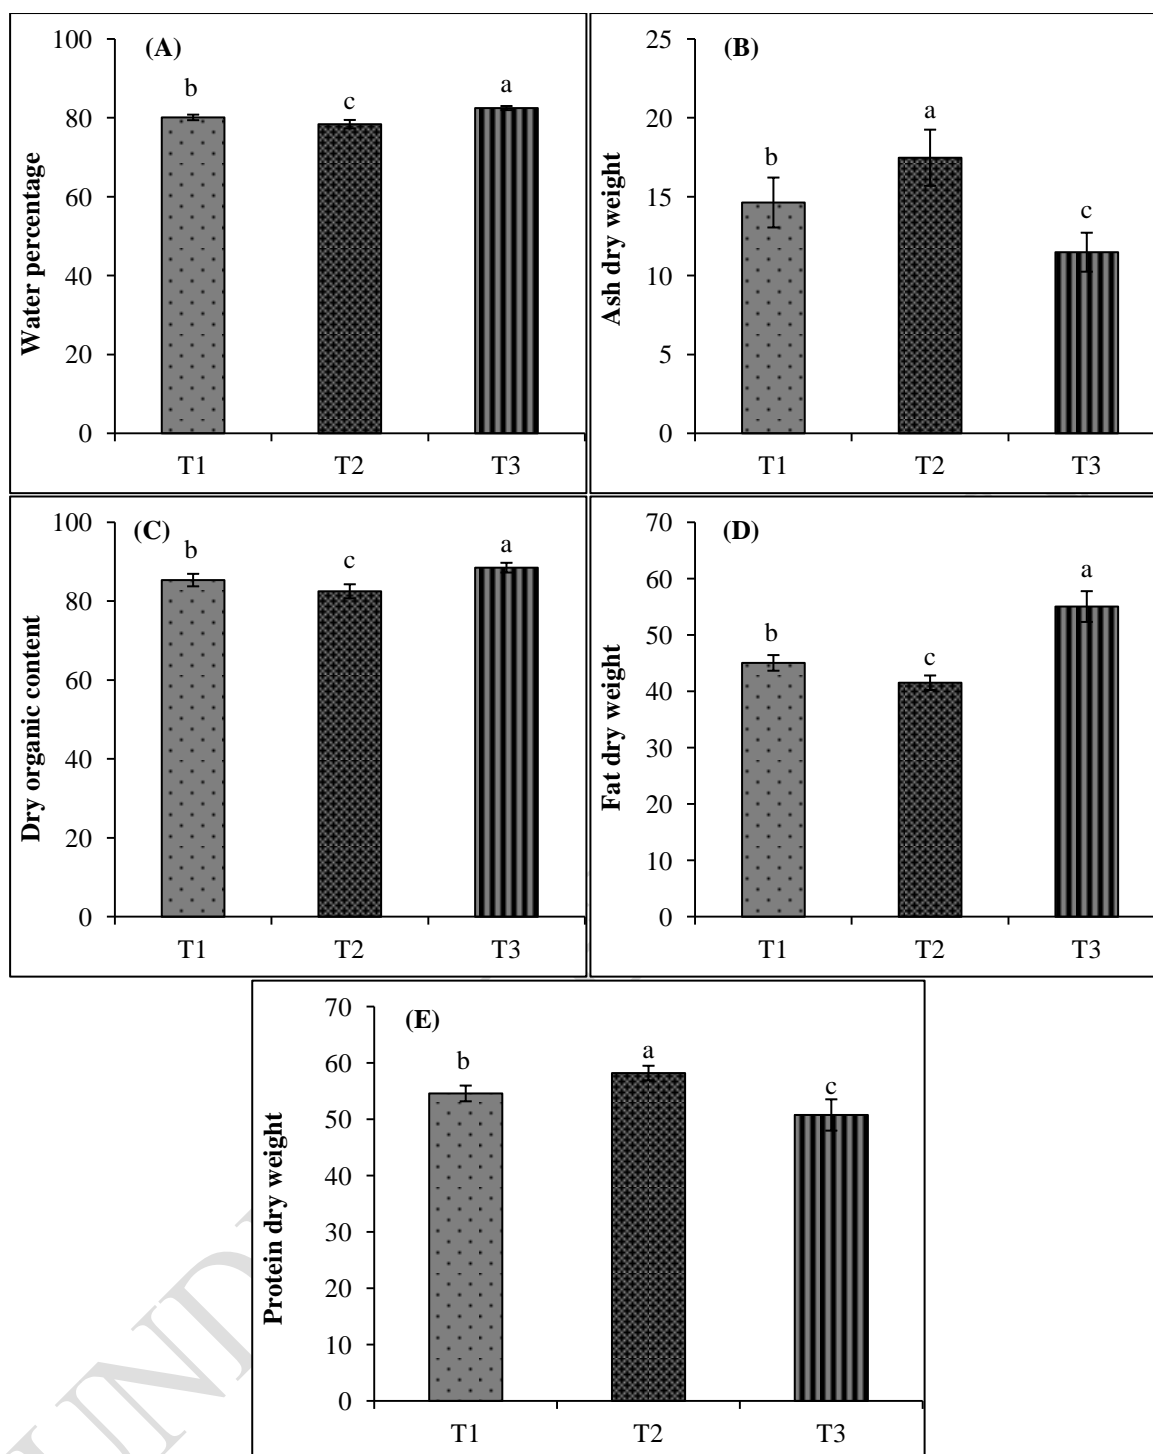 (A)
Water percentage
100
80
60
40
20
0
b
c
a
T1
T2
T3
(B)
Ash dry weight
25
20
15
10
5
0
b
a
c
T1
T2
T3
(C)
Dry organic content
100
80
60
40
20
0
b
c
a
T1
T2
T3
(D)
Fat dry weight
70
60
50
40
30
20
10
0
b
c
a
T1
T2
T3
(E)
Protein dry weight
70
60
50
40
30
20
10
0
b
a
c
T1
T2
T3